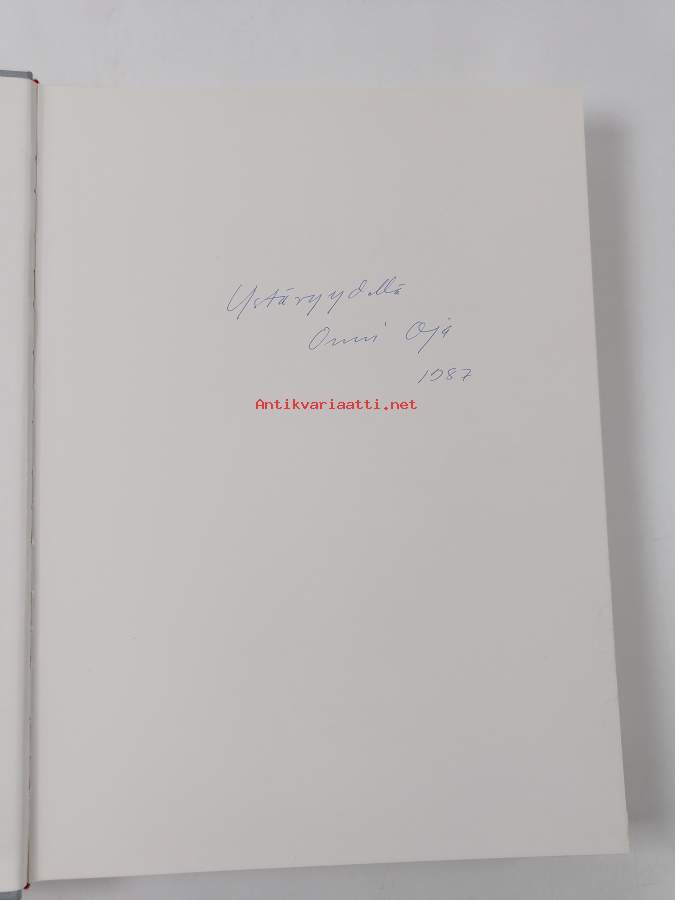 Ystävyydellä
Onni Oja
1987
Antikvariaatti.net